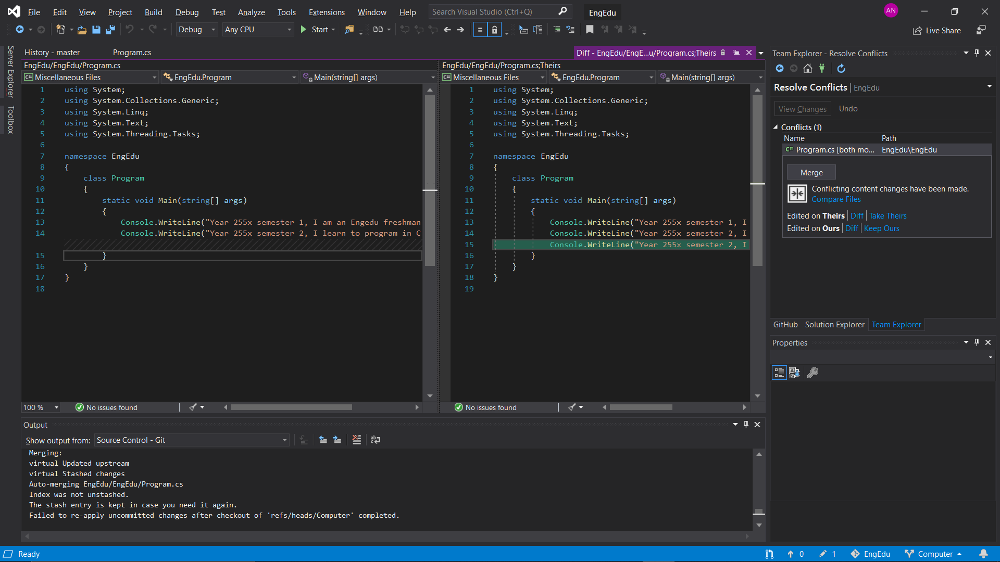 File Edit View Project Build Debug Test Analyze Tools Extensions Window Help Search Visual Studio (Ctrl+Q) EngEdu AN
Debug Any CPU Start Live Share
Server Explorer
Toolbox
History - master Program.cs Diff - EngEdu/EngE...u/Program.cs;Theirs
EngEdu/EngEdu/Program.cs
Miscellaneous Files EngEdu.Program Main(string[] args)
1 using System;
2 using System.Collections.Generic;
3 using System.Linq;
4 using System.Text;
5 using System.Threading.Tasks;
6
7 namespace EngEdu
8 {
9 class Program
10 {
11 static void Main(string[] args)
12 {
13 Console.WriteLine("Year 255x semester 1, I am an Engedu freshman
14 Console.WriteLine("Year 255x semester 2, I learn to program in C
15 }
16 }
17 }
18
100 % No issues found
EngEdu/EngEdu/Program.cs;Theirs
Miscellaneous Files EngEdu.Program Main(string[] args)
1 using System;
2 using System.Collections.Generic;
3 using System.Linq;
4 using System.Text;
5 using System.Threading.Tasks;
6
7 namespace EngEdu
8 {
9 class Program
10 {
11 static void Main(string[] args)
12 {
13 Console.WriteLine("Year 255x semester 1, I
14 Console.WriteLine("Year 255x semester 2, I
15 Console.WriteLine("Year 255x semester 2, I
16 }
17 }
18 }
19
No issues found
Output
Show output from: Source Control - Git
Merging:
virtual Updated upstream
virtual Stashed changes
Auto-merging EngEdu/EngEdu/Program.cs
Index was not unstashed.
The stash entry is kept in case you need it again.
Failed to re-apply uncommitted changes after checkout of 'refs/heads/Computer' completed.
Team Explorer - Resolve Conflicts
Resolve Conflicts | EngEdu
View Changes Undo
Conflicts (1)
Name Path
C# Program.cs [both mo... EngEdu\EngEdu
Merge
Conflicting content changes have been made.
Compare Files
Edited on Theirs | Diff | Take Theirs
Edited on Ours | Diff | Keep Ours
GitHub Solution Explorer Team Explorer
Properties
Ready 0 1 EngEdu Computer